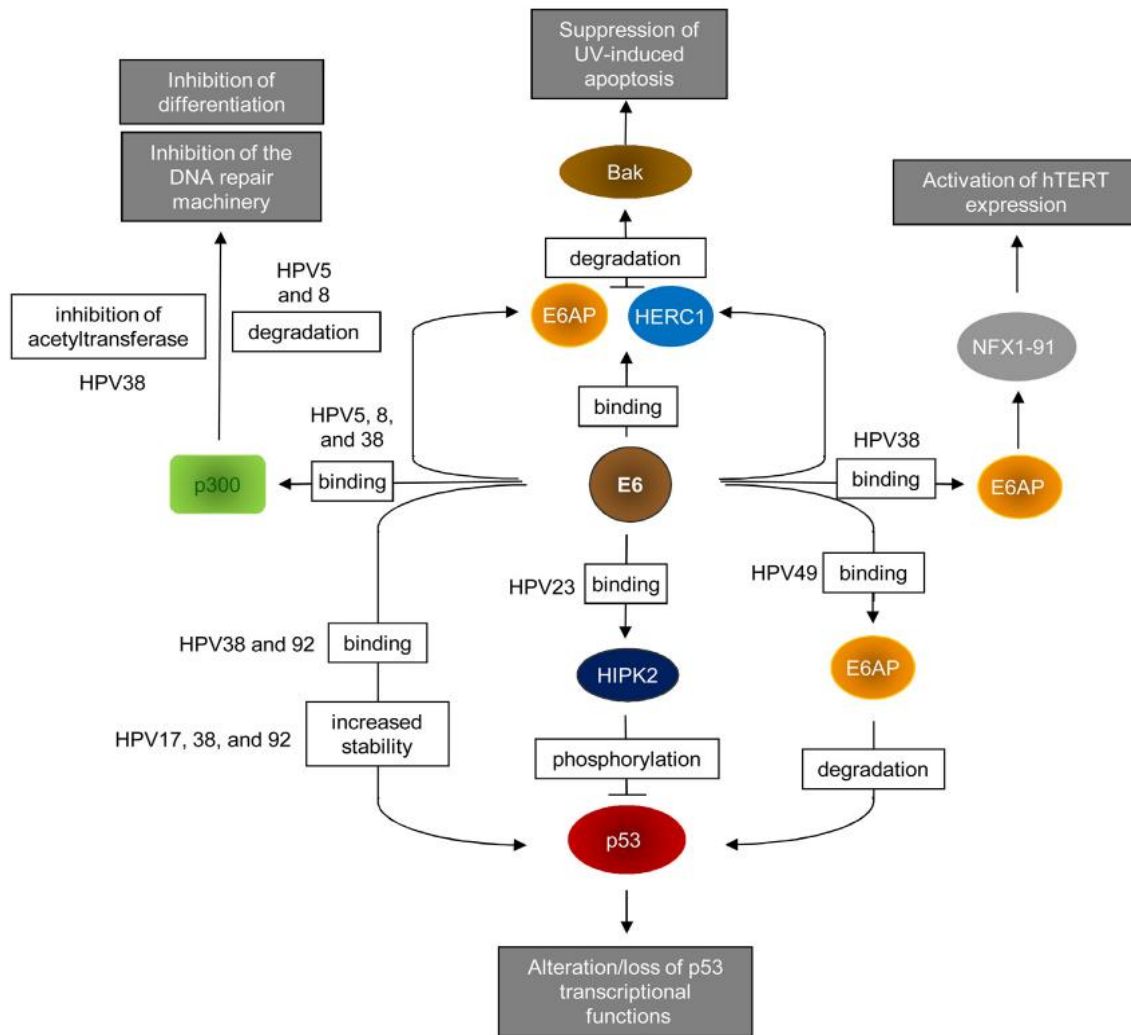 Suppression of
UV-induced
apoptosis
Inhibition of
differentiation
Inhibition of the
DNA repair
machinery
Bak
Activation of hTERT
expression
degradation
HPV5
and 8
degradation
inhibition of
acetyltransferase
HPV38
E6AP
HERC1
NFX1-91
binding
HPV5, 8,
and 38
binding
p300
E6
HPV38
binding
E6AP
HPV23
binding
HPV49
binding
HPV38 and 92
binding
HIPK2
E6AP
HPV17, 38, and 92
increased
stability
phosphorylation
degradation
p53
Alteration/loss of p53
transcriptional
functions